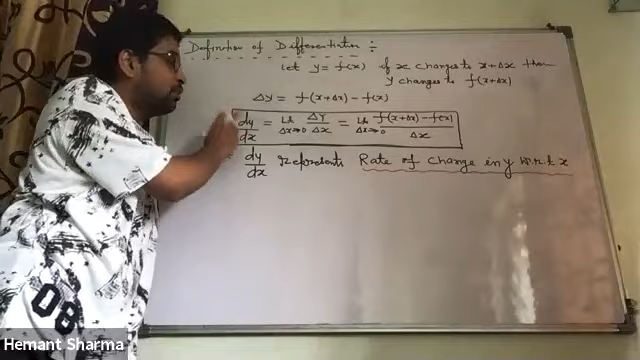 Definition of Differentiation :-
let y = f(x) if x changes to x+Δx then
y changes to f(x+Δx)
Δy = f(x+Δx) - f(x)
dy/dx = Lt Δx→0 Δy/Δx = Lt Δx→0 f(x+Δx) - f(x)/Δx
dy/dx represents Rate of change in y w.r.t x
08
Hemant Sharma